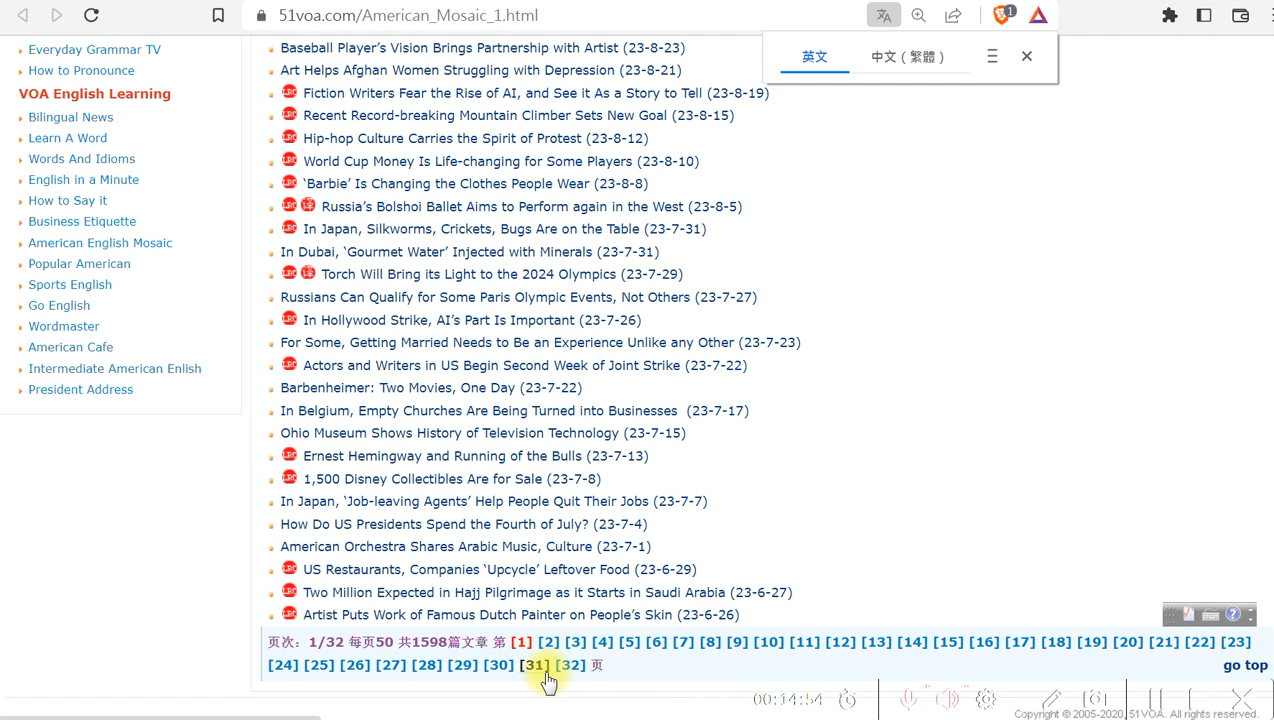 51voa.com/American_Mosaic_1.html
1
英文
中文（繁體）
Everyday Grammar TV
How to Pronounce
VOA English Learning
Bilingual News
Learn A Word
Words And Idioms
English in a Minute
How to Say it
Business Etiquette
American English Mosaic
Popular American
Sports English
Go English
Wordmaster
American Cafe
Intermediate American Enlish
President Address
Baseball Player’s Vision Brings Partnership with Artist (23-8-23)
Art Helps Afghan Women Struggling with Depression (23-8-21)
Fiction Writers Fear the Rise of AI, and See it As a Story to Tell (23-8-19)
Recent Record-breaking Mountain Climber Sets New Goal (23-8-15)
Hip-hop Culture Carries the Spirit of Protest (23-8-12)
World Cup Money Is Life-changing for Some Players (23-8-10)
‘Barbie’ Is Changing the Clothes People Wear (23-8-8)
Russia’s Bolshoi Ballet Aims to Perform again in the West (23-8-5)
In Japan, Silkworms, Crickets, Bugs Are on the Table (23-7-31)
In Dubai, ‘Gourmet Water’ Injected with Minerals (23-7-31)
Torch Will Bring its Light to the 2024 Olympics (23-7-29)
Russians Can Qualify for Some Paris Olympic Events, Not Others (23-7-27)
In Hollywood Strike, AI’s Part Is Important (23-7-26)
For Some, Getting Married Needs to Be an Experience Unlike any Other (23-7-23)
Actors and Writers in US Begin Second Week of Joint Strike (23-7-22)
Barbenheimer: Two Movies, One Day (23-7-22)
In Belgium, Empty Churches Are Being Turned into Businesses (23-7-17)
Ohio Museum Shows History of Television Technology (23-7-15)
Ernest Hemingway and Running of the Bulls (23-7-13)
1,500 Disney Collectibles Are for Sale (23-7-8)
In Japan, ‘Job-leaving Agents’ Help People Quit Their Jobs (23-7-7)
How Do US Presidents Spend the Fourth of July? (23-7-4)
American Orchestra Shares Arabic Music, Culture (23-7-1)
US Restaurants, Companies ‘Upcycle’ Leftover Food (23-6-29)
Two Million Expected in Hajj Pilgrimage as it Starts in Saudi Arabia (23-6-27)
Artist Puts Work of Famous Dutch Painter on People’s Skin (23-6-26)
页次：1/32 每页50 共1598篇文章 第 [1] [2] [3] [4] [5] [6] [7] [8] [9] [10] [11] [12] [13] [14] [15] [16] [17] [18] [19] [20] [21] [22] [23]
[24] [25] [26] [27] [28] [29] [30] [31] [32] 页
go top
00:14:54
Copyright © 2005-2020, 51VOA. All rights reserved.